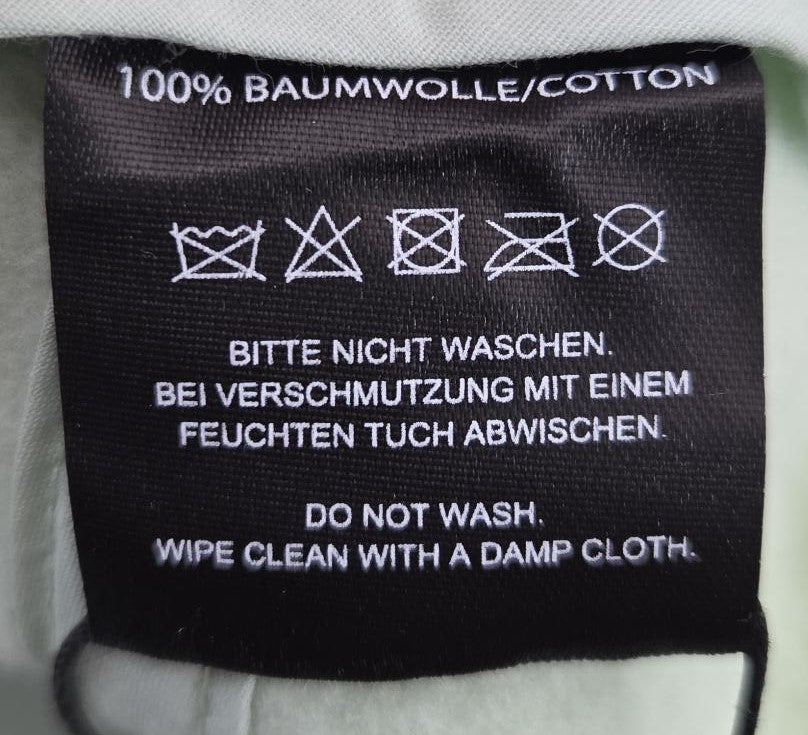 100% BAUMWOLLE/COTTON
BITTE NICHT WASCHEN.
BEI VERSCHMUTZUNG MIT EINEM
FEUCHTEN TUCH ABWISCHEN.
DO NOT WASH.
WIPE CLEAN WITH A DAMP CLOTH.